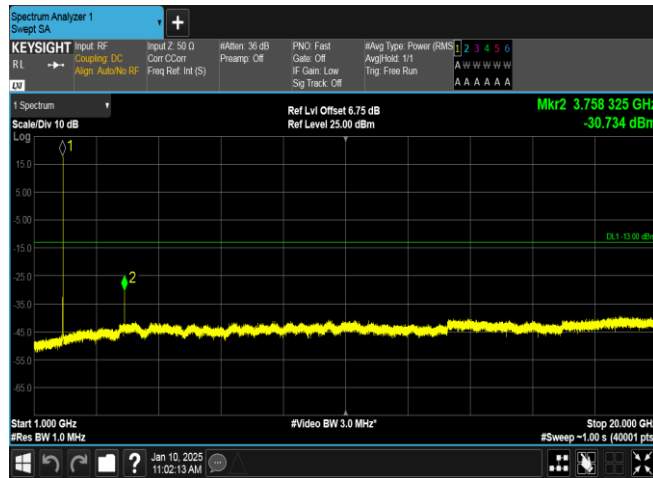 Spectrum Analyzer 1
Swept SA
+
KEYSIGHT Input: RF Input Z: 50 Ω #Atten: 36 dB PNO: Fast #Avg Type: Power (RMS 1 2 3 4 5 6
RL Coupling: DC Corr CCorr Preamp: Off Gate: Off Avg|Hold: 1/1 A W W W W W
Align: Auto/No RF Freq Ref: Int (S) IF Gain: Low Trig: Free Run
Sig Track: Off A A A A A A
LXI
1 Spectrum Ref Lvl Offset 6.75 dB Mkr2 3.758 325 GHz
Scale/Div 10 dB Ref Level 25.00 dBm -30.734 dBm
Log
1
15.0
5.00
-5.00
DL1 -13.00 dBm
-15.0
-25.0
2
-35.0
-45.0
-55.0
-65.0
Start 1.000 GHz #Video BW 3.0 MHz* Stop 20.000 GHz
#Res BW 1.0 MHz #Sweep ~1.00 s (40001 pts
? Jan 10, 2025
11:02:13 AM